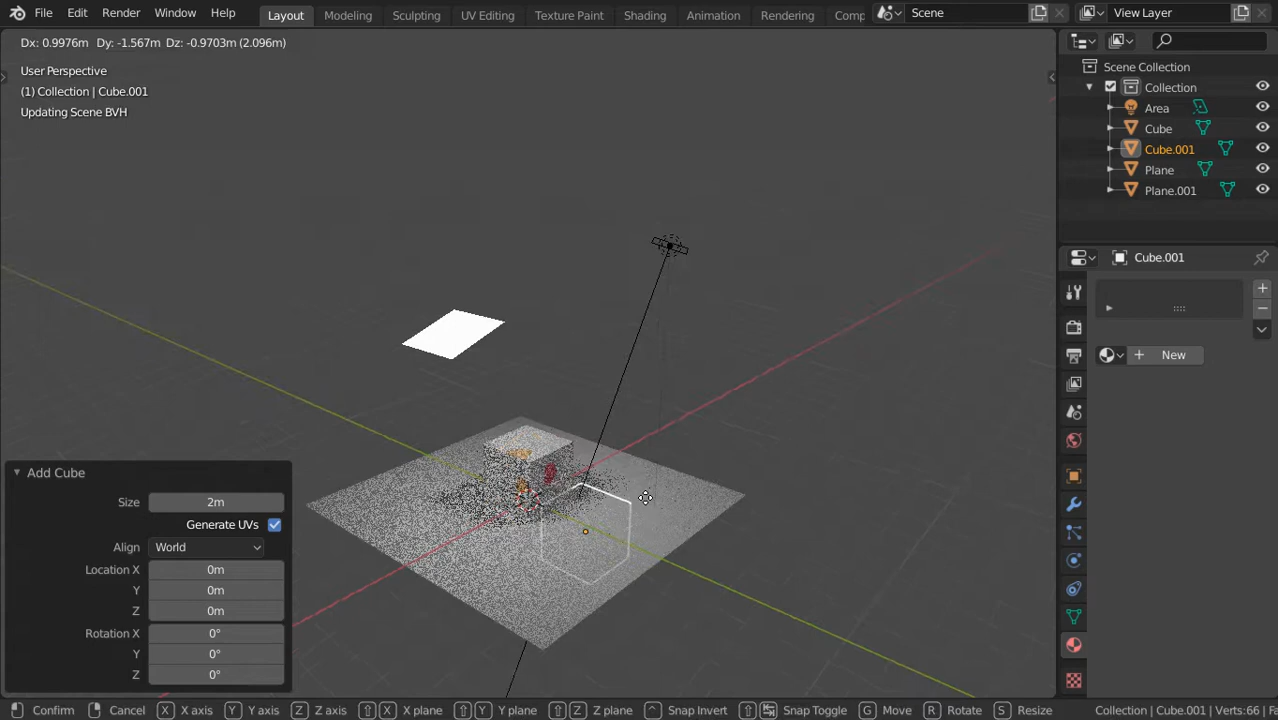 File Edit Render Window Help Layout Modeling Sculpting UV Editing Texture Paint Shading Animation Rendering Comp Scene View Layer
Dx: 0.9976m Dy: -1.567m Dz: -0.9703m (2.096m)
User Perspective
(1) Collection | Cube.001
Updating Scene BVH
Scene Collection
Collection
Area
Cube
Cube.001
Plane
Plane.001
Cube.001
New
Add Cube
Size 2m
Generate UVs
Align World
Location X 0m
Y 0m
Z 0m
Rotation X 0°
Y 0°
Z 0°
Confirm Cancel X X axis Y Y axis Z Z axis X X plane Y Y plane Z Z plane Snap Invert Snap Toggle G Move R Rotate S Resize Collection | Cube.001 | Verts:66 | Fa